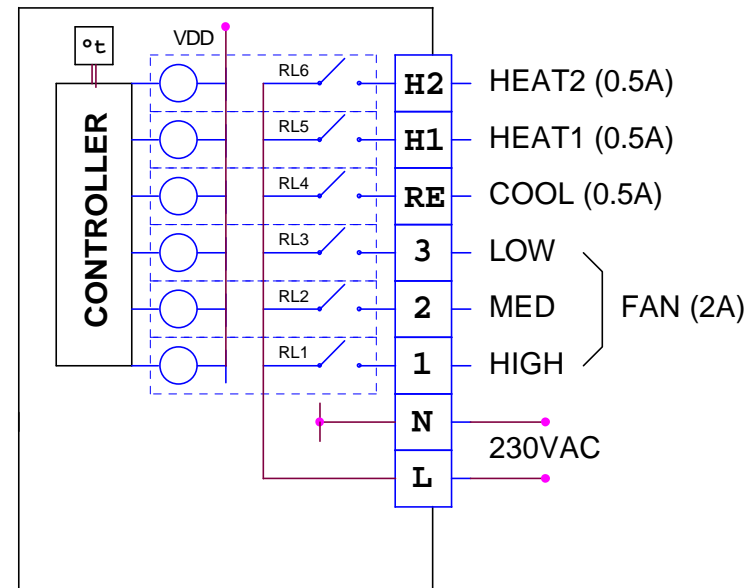 °t
VDD
CONTROLLER
RL6 H2 HEAT2 (0.5A)
RL5 H1 HEAT1 (0.5A)
RL4 RE COOL (0.5A)
RL3 3 LOW
RL2 2 MED FAN (2A)
RL1 1 HIGH
N
230VAC
L